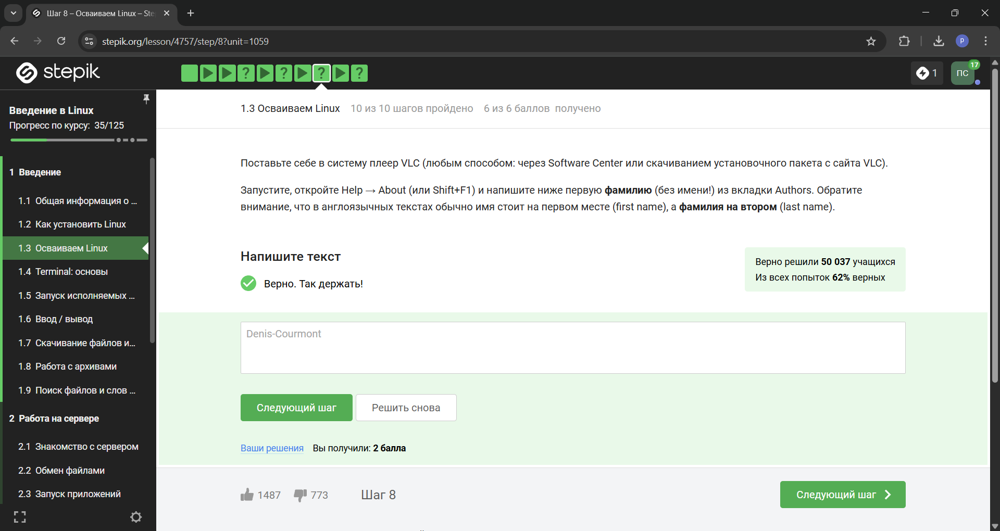 Шаг 8 – Осваиваем Linux – Ste
stepik.org/lesson/4757/step/8?unit=1059
P
stepik
? ? ? ?
1
ПС
17
Введение в Linux
Прогресс по курсу: 35/125
1 Введение
1.1 Общая информация о ...
1.2 Как установить Linux
1.3 Осваиваем Linux
1.4 Terminal: основы
1.5 Запуск исполняемых ...
1.6 Ввод / вывод
1.7 Скачивание файлов и...
1.8 Работа с архивами
1.9 Поиск файлов и слов ...
2 Работа на сервере
2.1 Знакомство с сервером
2.2 Обмен файлами
2.3 Запуск приложений
1.3 Осваиваем Linux 10 из 10 шагов пройдено 6 из 6 баллов получено
Поставьте себе в систему плеер VLC (любым способом: через Software Center или скачиванием установочного пакета с сайта VLC).
Запустите, откройте Help → About (или Shift+F1) и напишите ниже первую фамилию (без имени!) из вкладки Authors. Обратите
внимание, что в англоязычных текстах обычно имя стоит на первом месте (first name), а фамилия на втором (last name).
Напишите текст
Верно. Так держать!
Верно решили 50 037 учащихся
Из всех попыток 62% верных
Denis-Courmont
Следующий шаг
Решить снова
Ваши решения Вы получили: 2 балла
1487 773 Шаг 8
Следующий шаг